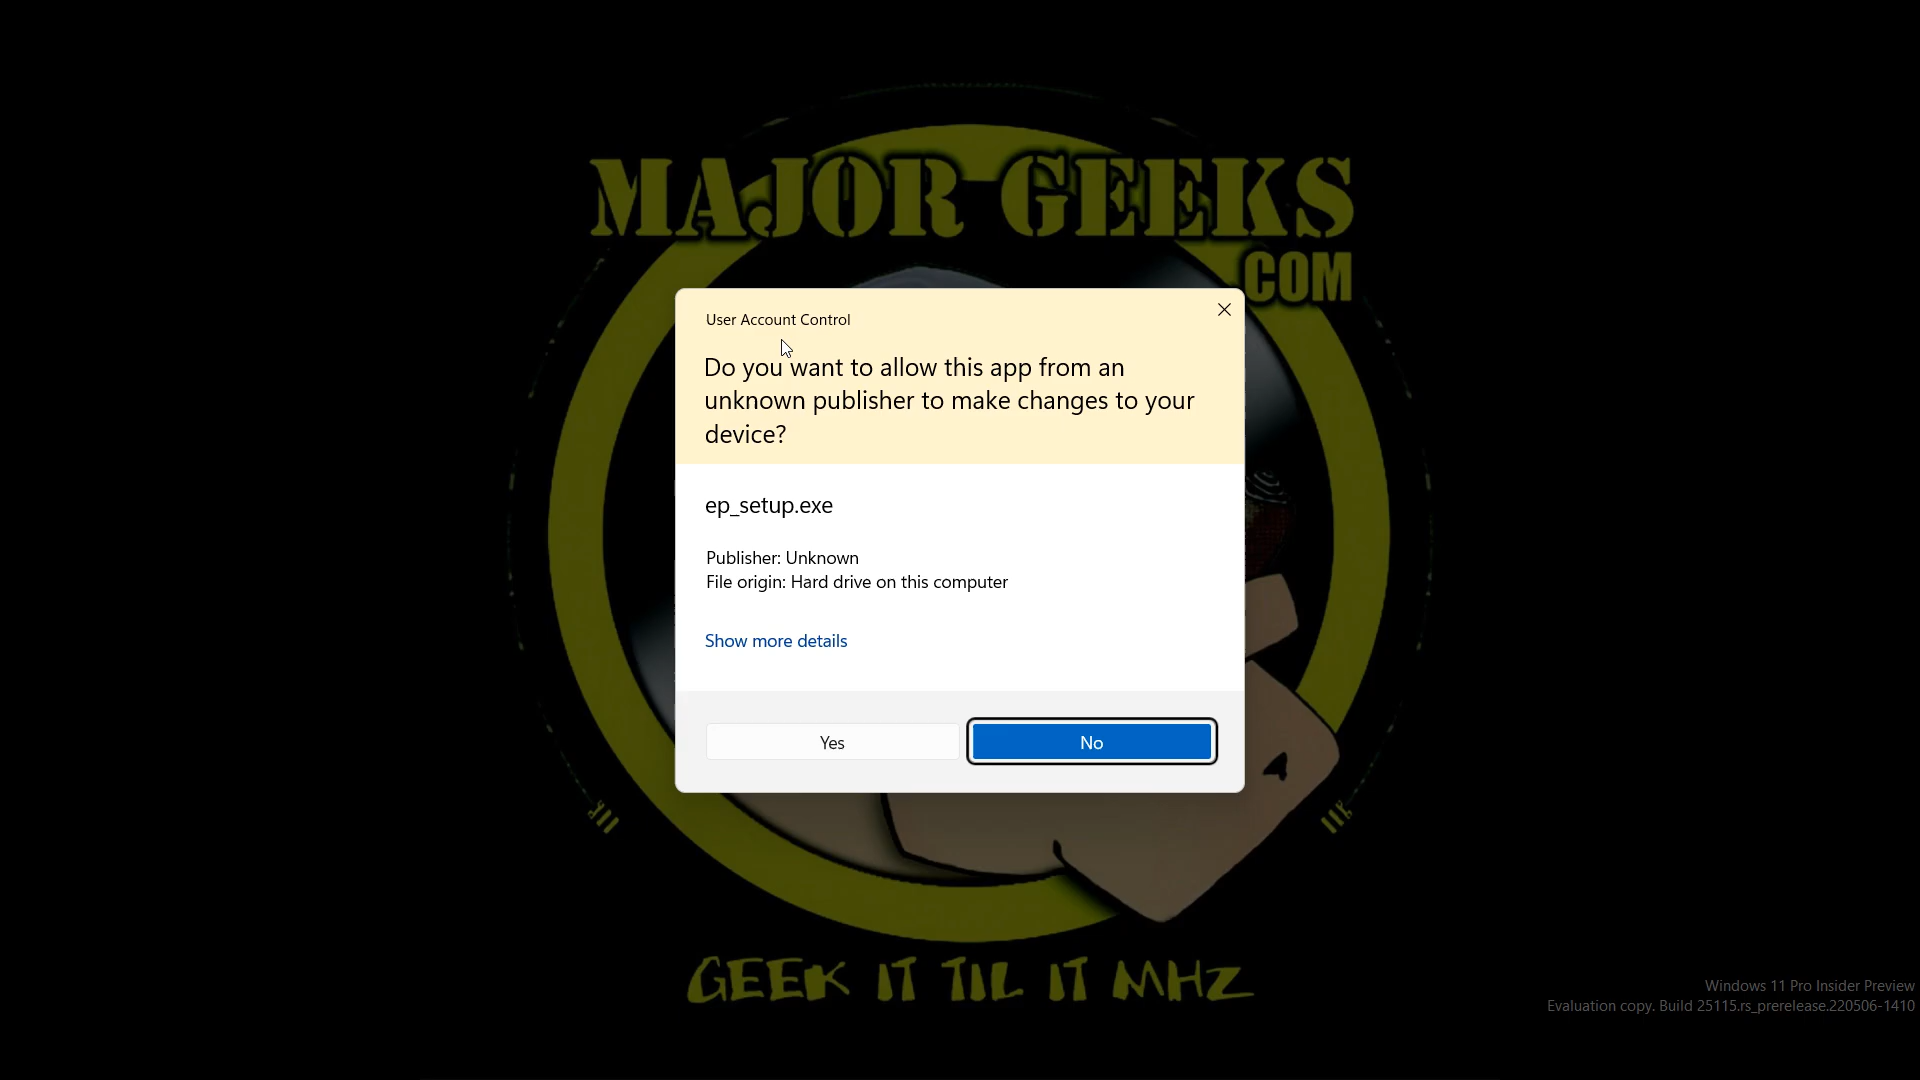 MAJOR GEEKS
.COM
User Account Control
Do you want to allow this app from an
unknown publisher to make changes to your
device?
ep_setup.exe
Publisher: Unknown
File origin: Hard drive on this computer
Show more details
Yes
No
GEEK IT TIL IT MHZ
Windows 11 Pro Insider Preview
Evaluation copy. Build 25115.rs_prerelease.220506-1410